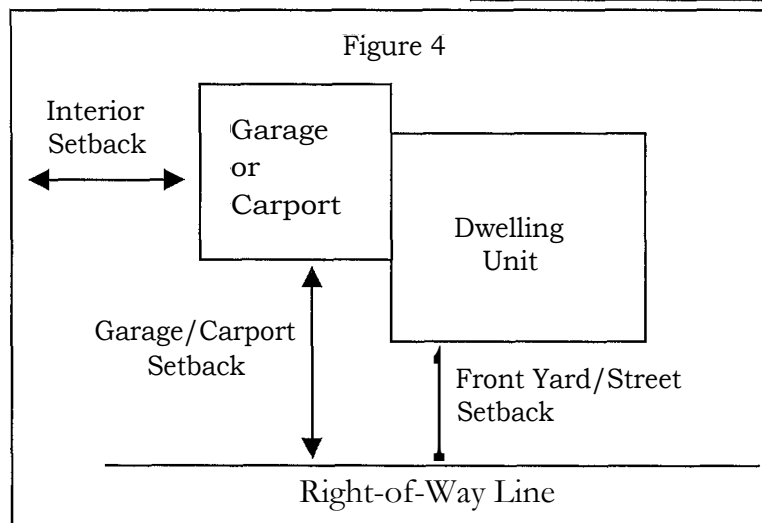 Figure 4
Interior
Setback
Garage
or
Carport
Dwelling
Unit
Garage/Carport
Setback
Front Yard/Street
Setback
Right-of-Way Line